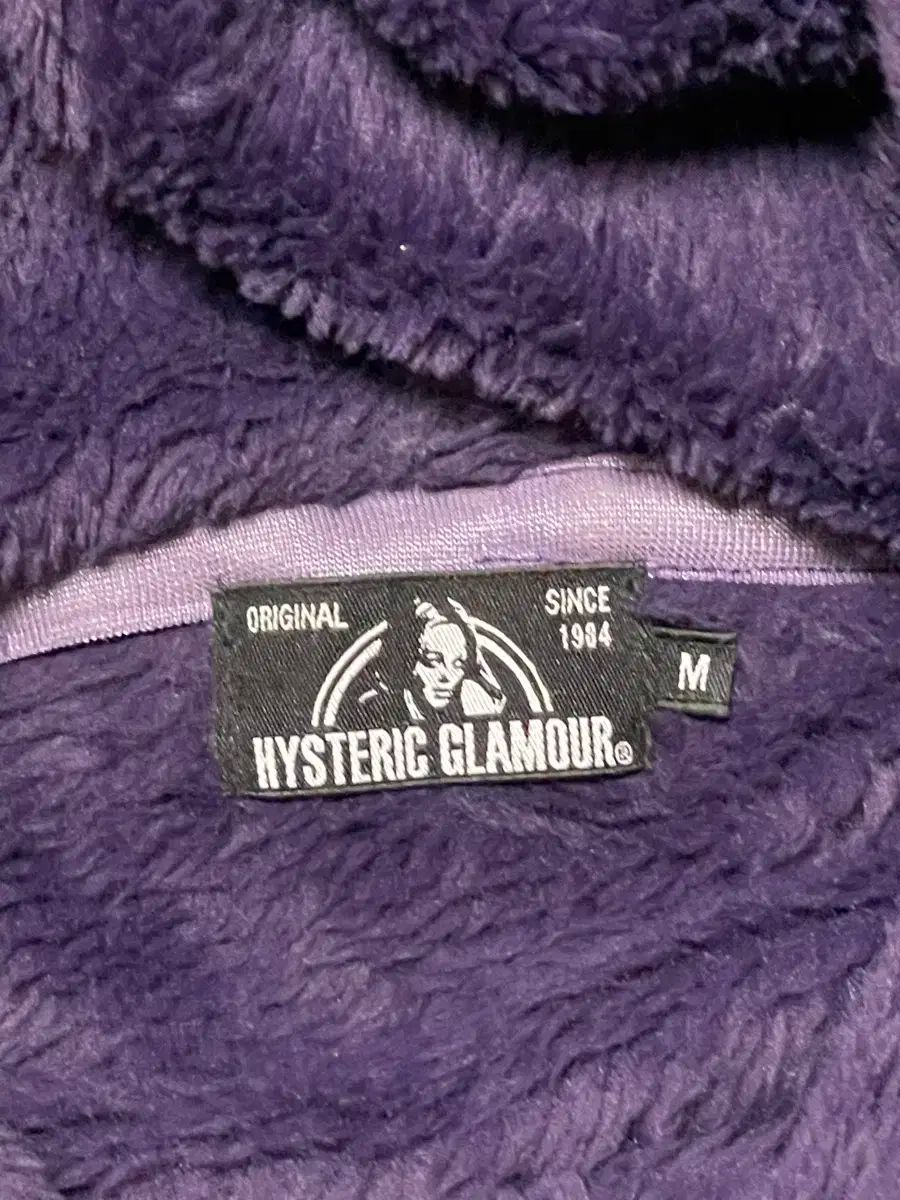 ORIGINAL
SINCE
1984
HYSTERIC GLAMOUR®
M